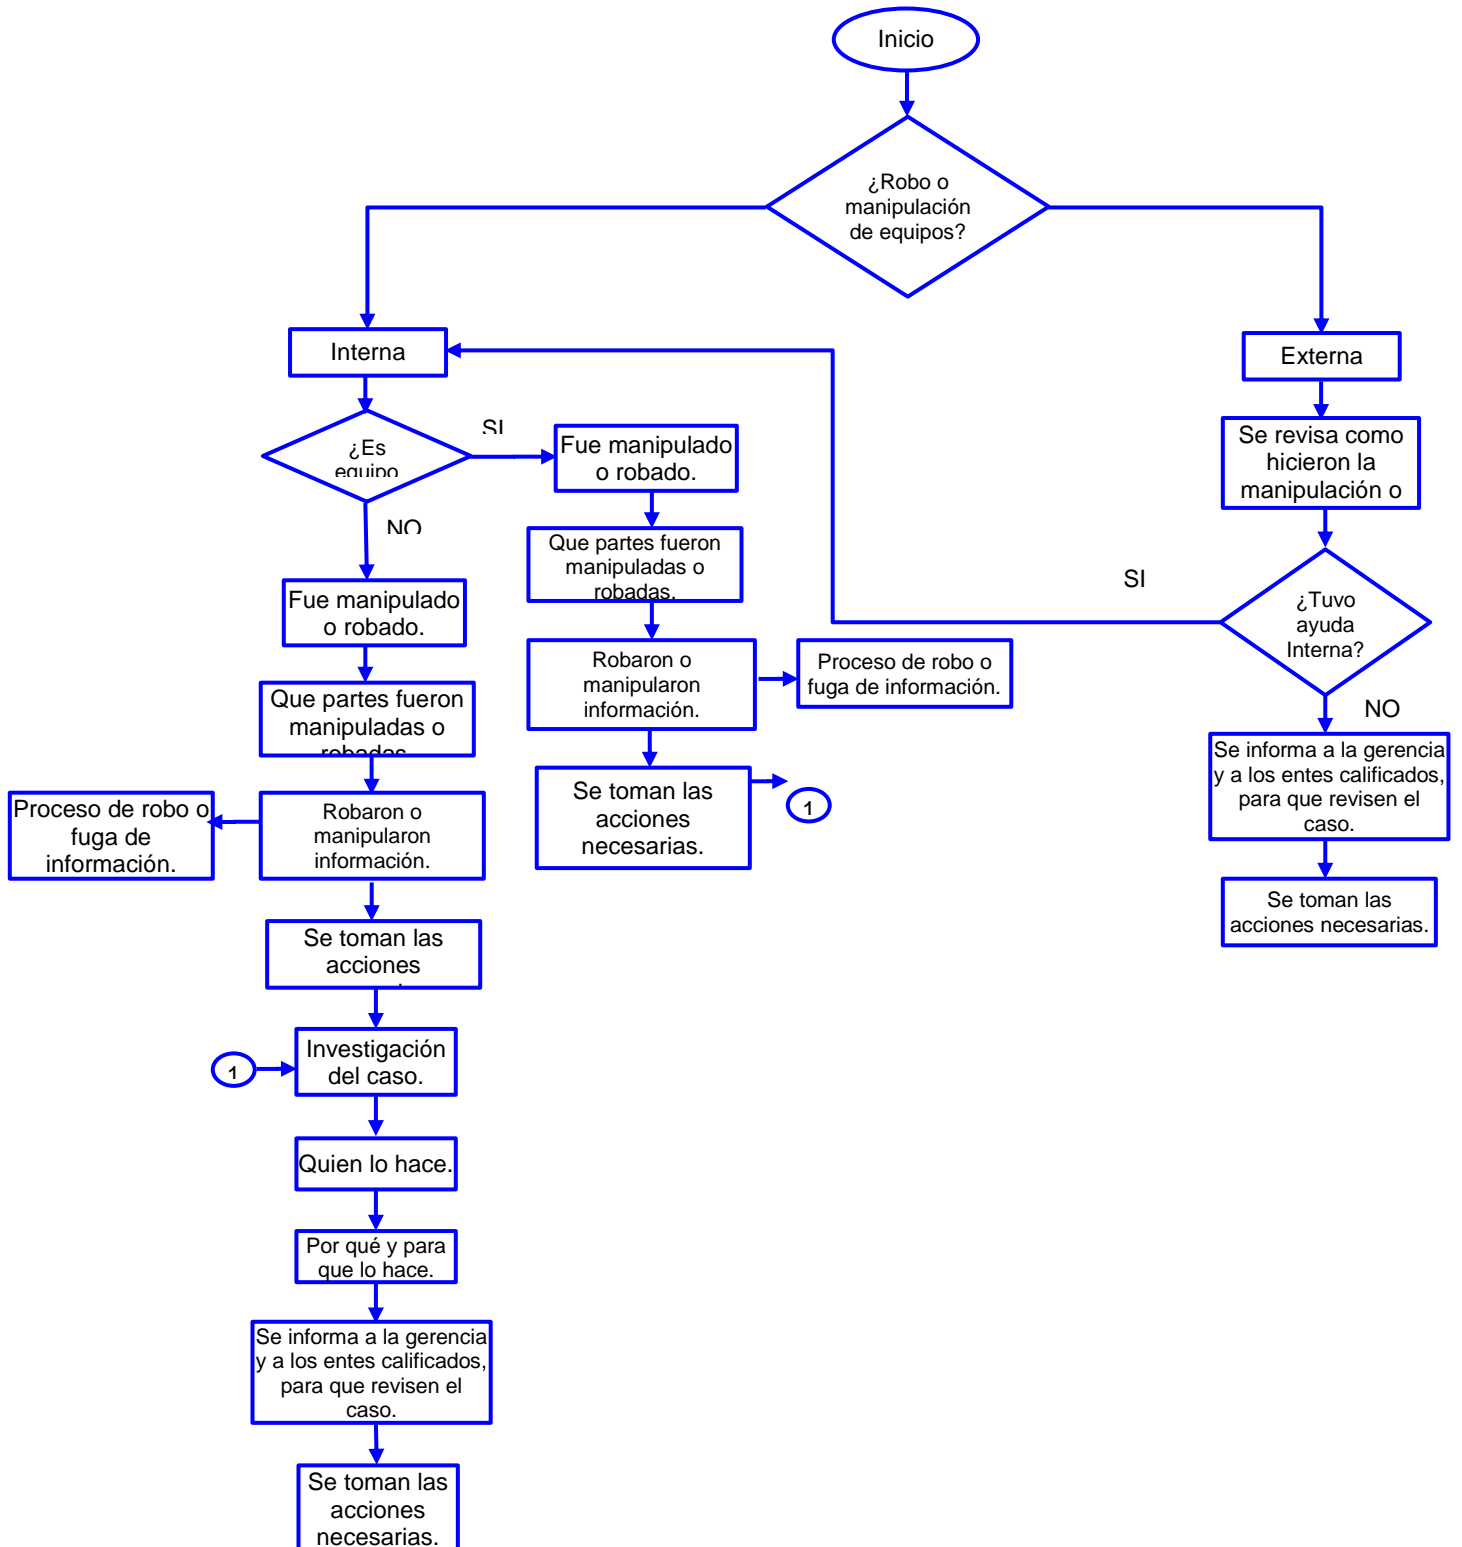 Inicio
¿Robo o
manipulación
de equipos?
Interna
Externa
¿Es
equipo
SI
NO
Fue manipulado
o robado.
Que partes fueron
manipuladas o
robadas.
Robaron o
manipularon
información.
Proceso de robo o
fuga de información.
Se toman las
acciones
necesarias.
1
Se revisa como
hicieron la
manipulación o
¿Tuvo
ayuda
Interna?
SI
NO
Se informa a la gerencia
y a los entes calificados,
para que revisen el
caso.
Se toman las
acciones necesarias.
Fue manipulado
o robado.
Que partes fueron
manipuladas o
robadas
Robaron o
manipularon
información.
Proceso de robo o
fuga de
información.
Se toman las
acciones
1
Investigación
del caso.
Quien lo hace.
Por qué y para
que lo hace.
Se informa a la gerencia
y a los entes calificados,
para que revisen el
caso.
Se toman las
acciones
necesarias.